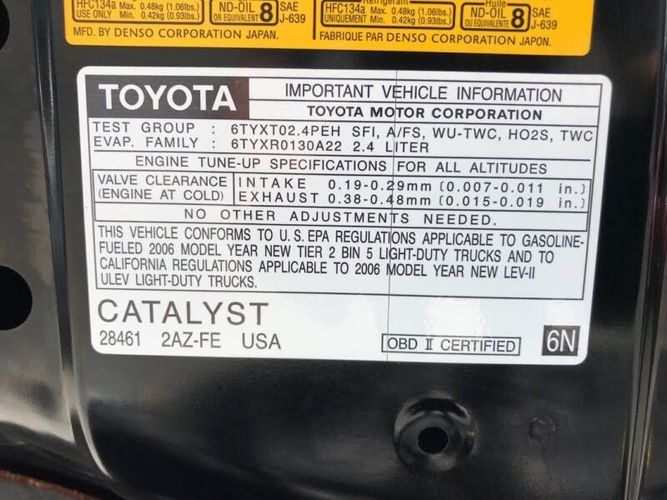 HFC134a Max. 0.48kg (1.06lbs.) ND-OIL 8 SAE
USE ONLY Min. 0.42kg (0.93lbs.) OR EQUIVALENT J-639
MFD. BY DENSO CORPORATION JAPAN.
Refrigerant Huile
HFC134a Max. 0.48kg (1.06lbs.) ND-OIL 8 SAE
UNIQUEMENT Min. 0.42kg (0.93lbs.) OU EQUIVALENTE J-639
FABRIQUE PAR DENSO CORPORATION JAPON.
TOYOTA
IMPORTANT VEHICLE INFORMATION
TOYOTA MOTOR CORPORATION
TEST GROUP : 6TYXT02.4PEH SFI, A/FS, WU-TWC, HO2S, TWC
EVAP. FAMILY : 6TYXR0130A22 2.4 LITER
ENGINE TUNE-UP SPECIFICATIONS FOR ALL ALTITUDES
VALVE CLEARANCE INTAKE 0.19-0.29mm (0.007-0.011 in.)
(ENGINE AT COLD) EXHAUST 0.38-0.48mm (0.015-0.019 in.)
NO OTHER ADJUSTMENTS NEEDED.
THIS VEHICLE CONFORMS TO U.S. EPA REGULATIONS APPLICABLE TO GASOLINE-
FUELED 2006 MODEL YEAR NEW TIER 2 BIN 5 LIGHT-DUTY TRUCKS AND TO
CALIFORNIA REGULATIONS APPLICABLE TO 2006 MODEL YEAR NEW LEV-II
ULEV LIGHT-DUTY TRUCKS.
CATALYST
28461 2AZ-FE USA
OBD II CERTIFIED
6N